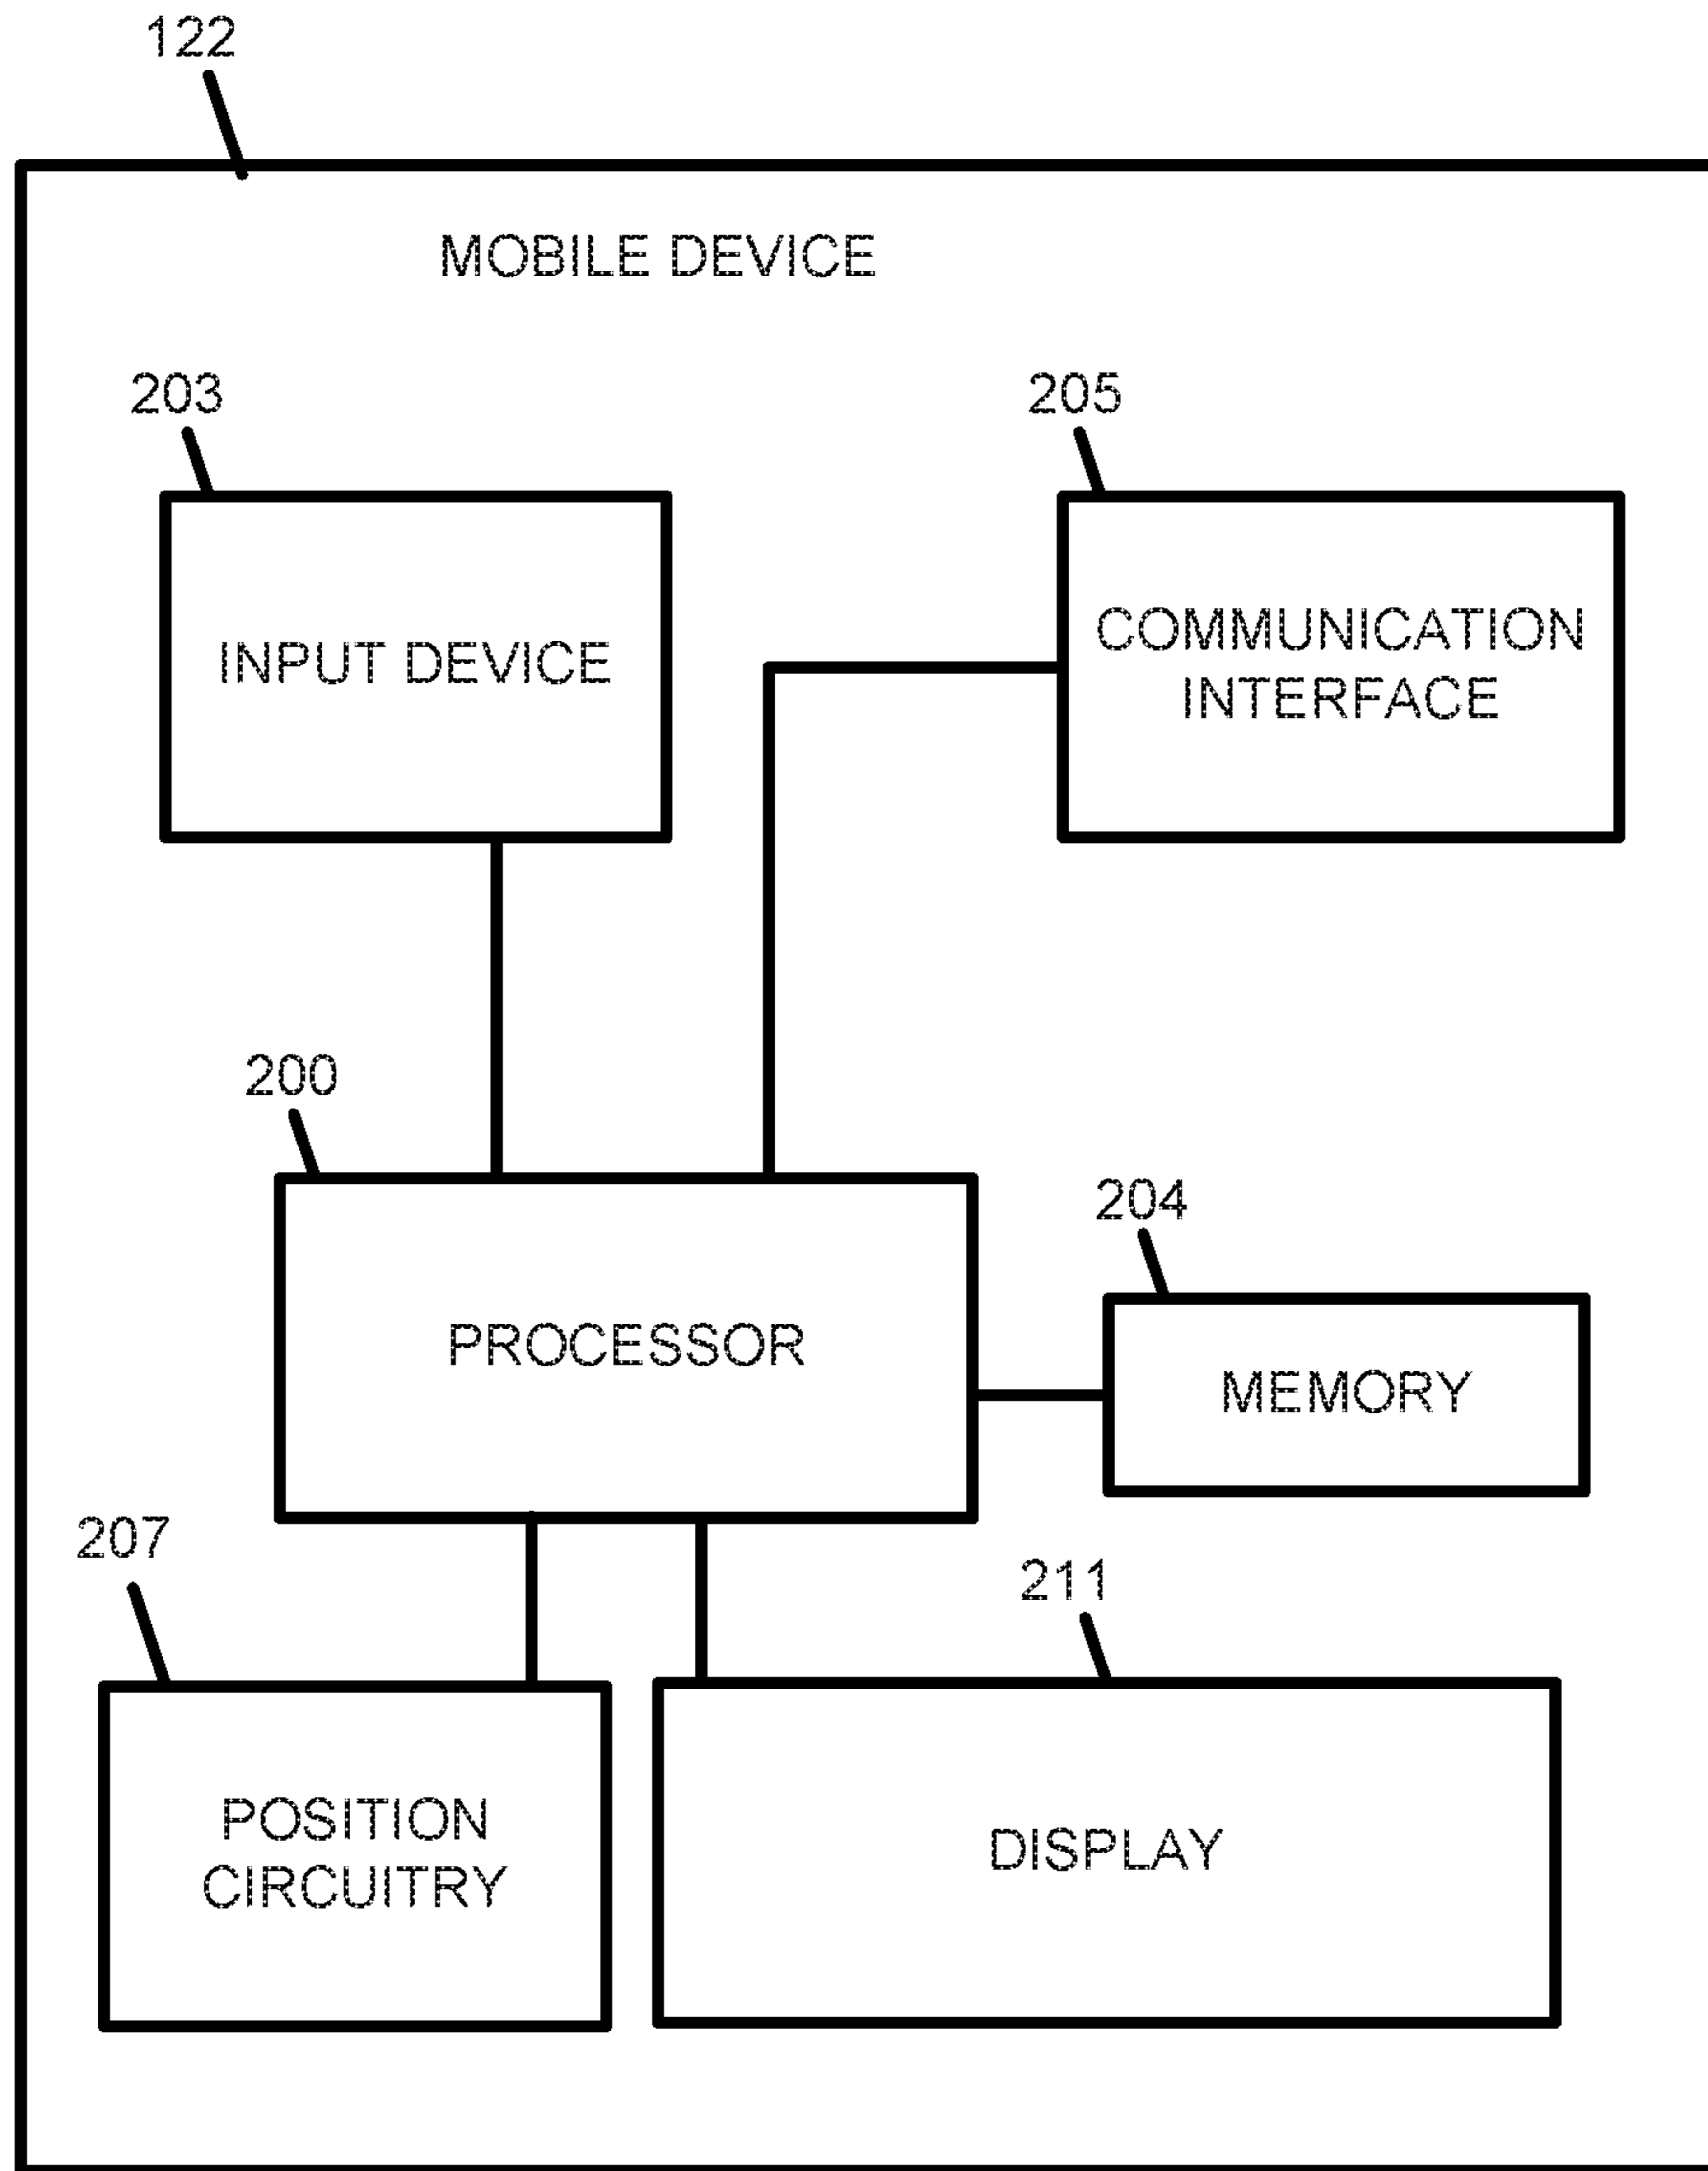 122
MOBILE DEVICE
203
205
INPUT DEVICE
COMMUNICATION
INTERFACE
200
204
PROCESSOR
MEMORY
207
211
POSITION
CIRCUITRY
DISPLAY